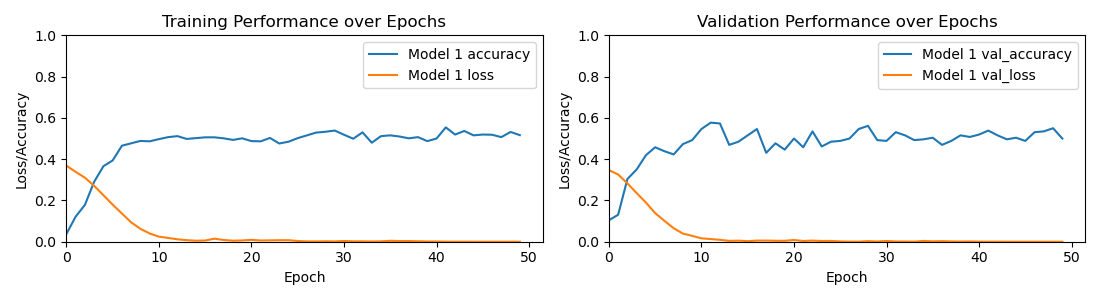 Training Performance over Epochs
1.0
0.8
0.6
0.4
0.2
0.0
Loss/Accuracy
Model 1 accuracy
Model 1 loss
0 10 20 30 40 50
Epoch
Validation Performance over Epochs
1.0
0.8
0.6
0.4
0.2
0.0
Loss/Accuracy
Model 1 val_accuracy
Model 1 val_loss
0 10 20 30 40 50
Epoch